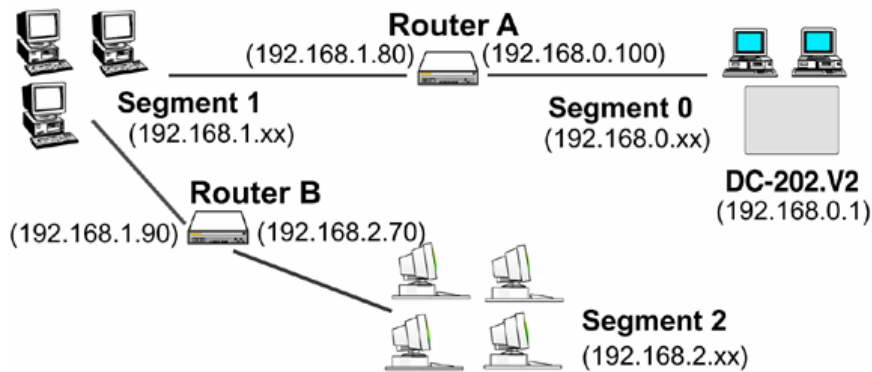 Router A
(192.168.1.80)
(192.168.0.100)
Segment 1
(192.168.1.xx)
Segment 0
(192.168.0.xx)
DC-202.V2
(192.168.0.1)
Router B
(192.168.1.90)
(192.168.2.70)
Segment 2
(192.168.2.xx)